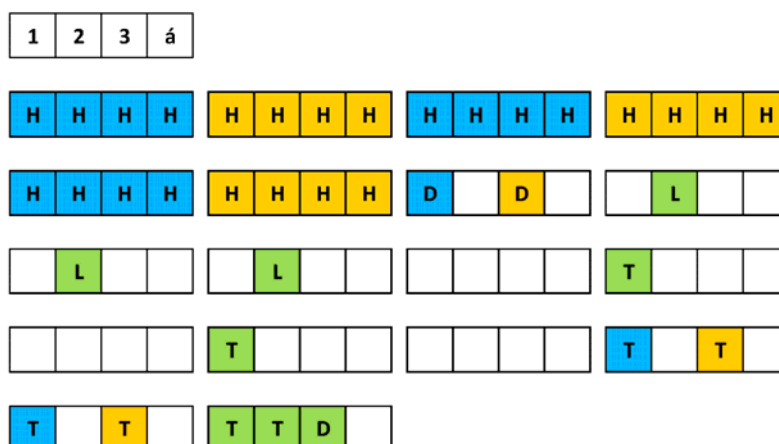 1 2 3 á
H H H H H H H H H H H H H H H H
H H H H H H H H D D L
L L T
T T T
T T T T D